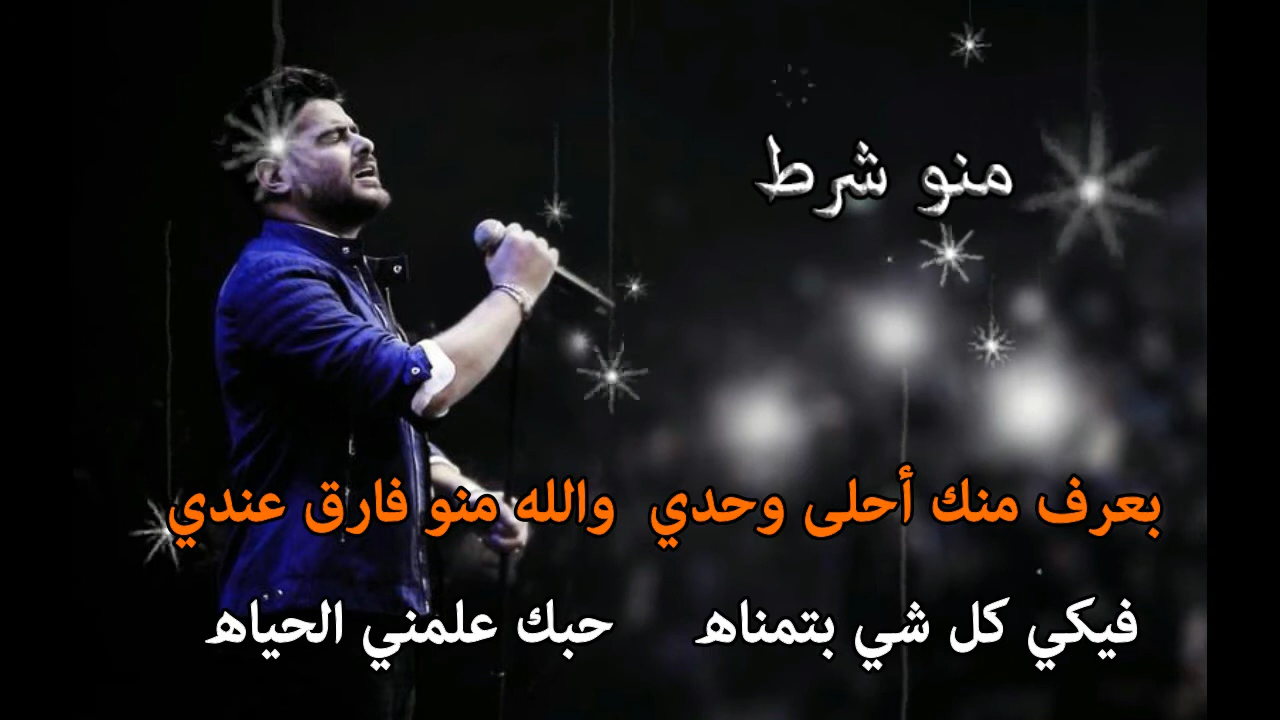 منو شرط
بعرف منك أحلى وحدي والله منو فارق عندي
فيكي كل شي بتمناه حبك علمني الحياه